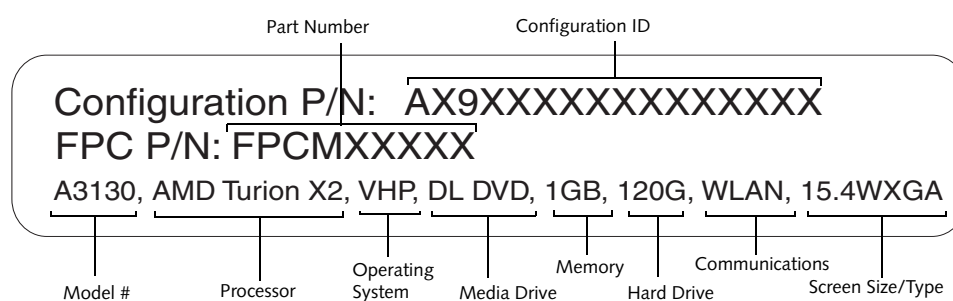 Part Number Configuration ID
Configuration P/N: AX9XXXXXXXXXXXXX
FPC P/N: FPCMXXXXX
A3130, AMD Turion X2, VHP, DL DVD, 1GB, 120G, WLAN, 15.4WXGA
Model # Processor Operating System Media Drive Memory Hard Drive Communications Screen Size/Type